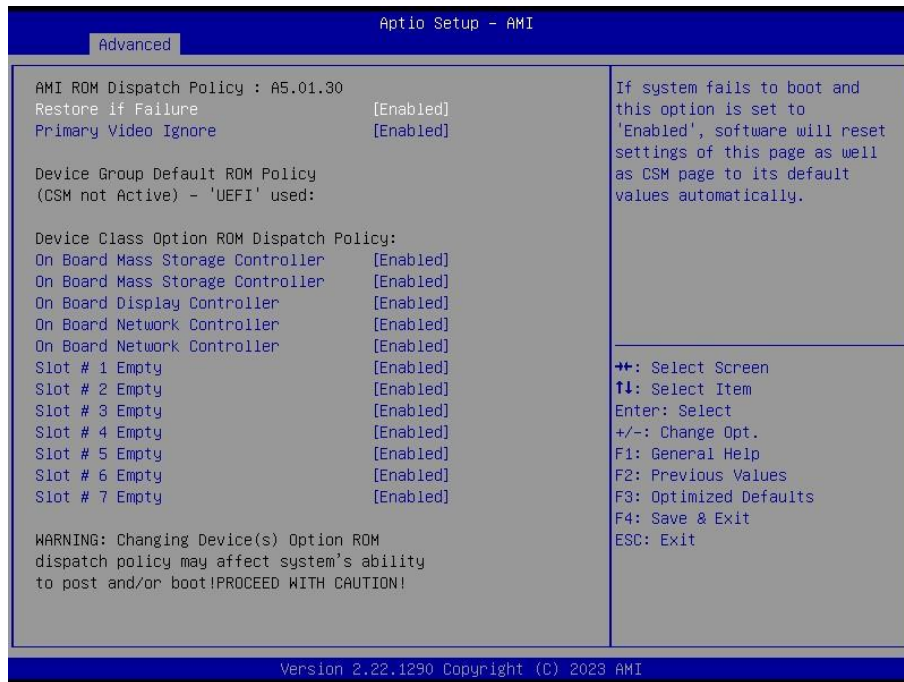 Aptio Setup - AMI
Advanced
AMI ROM Dispatch Policy : A5.01.30
Restore if Failure [Enabled]
Primary Video Ignore [Enabled]
Device Group Default ROM Policy
(CSM not Active) - 'UEFI' used:
Device Class Option ROM Dispatch Policy:
On Board Mass Storage Controller [Enabled]
On Board Mass Storage Controller [Enabled]
On Board Display Controller [Enabled]
On Board Network Controller [Enabled]
On Board Network Controller [Enabled]
Slot # 1 Empty [Enabled]
Slot # 2 Empty [Enabled]
Slot # 3 Empty [Enabled]
Slot # 4 Empty [Enabled]
Slot # 5 Empty [Enabled]
Slot # 6 Empty [Enabled]
Slot # 7 Empty [Enabled]
WARNING: Changing Device(s) Option ROM
dispatch policy may affect system's ability
to post and/or boot!PROCEED WITH CAUTION!
If system fails to boot and
this option is set to
'Enabled', software will reset
settings of this page as well
as CSM page to its default
values automatically.
→←: Select Screen
↑↓: Select Item
Enter: Select
+/-: Change Opt.
F1: General Help
F2: Previous Values
F3: Optimized Defaults
F4: Save & Exit
ESC: Exit
Version 2.22.1290 Copyright (C) 2023 AMI